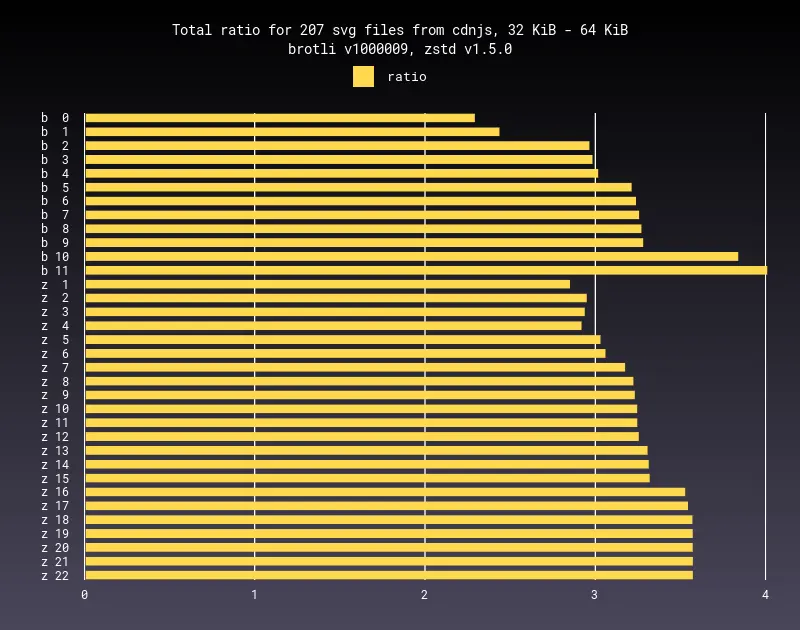 Total ratio for 207 svg files from cdnjs, 32 KiB - 64 KiB
brotli v1000009, zstd v1.5.0
ratio
b 0
b 1
b 2
b 3
b 4
b 5
b 6
b 7
b 8
b 9
b 10
b 11
z 1
z 2
z 3
z 4
z 5
z 6
z 7
z 8
z 9
z 10
z 11
z 12
z 13
z 14
z 15
z 16
z 17
z 18
z 19
z 20
z 21
z 22
0 1 2 3 4